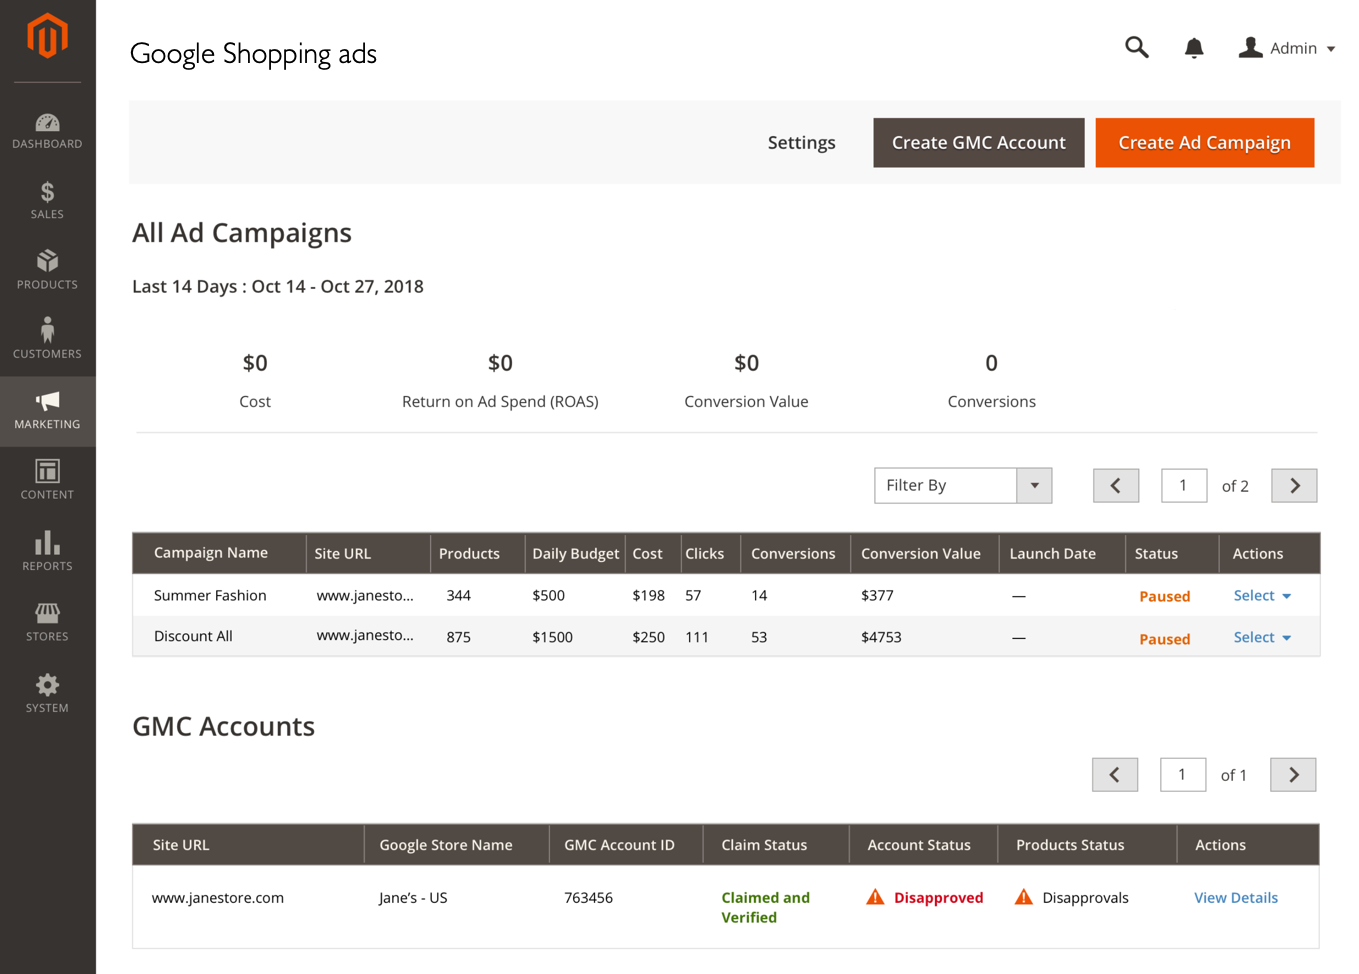 Google Shopping ads
Admin
DASHBOARD
SALES
PRODUCTS
CUSTOMERS
MARKETING
CONTENT
REPORTS
STORES
SYSTEM
Settings Create GMC Account Create Ad Campaign
All Ad Campaigns
Last 14 Days : Oct 14 - Oct 27, 2018
$0 $0 $0 0
Cost Return on Ad Spend (ROAS) Conversion Value Conversions
Filter By 1 of 2
Campaign Name Site URL Products Daily Budget Cost Clicks Conversions Conversion Value Launch Date Status Actions
Summer Fashion www.janesto... 344 $500 $198 57 14 $377 — Paused Select
Discount All www.janesto... 875 $1500 $250 111 53 $4753 — Paused Select
GMC Accounts
1 of 1
Site URL Google Store Name GMC Account ID Claim Status Account Status Products Status Actions
www.janestore.com Jane’s - US 763456 Claimed and Disapproved Disapprovals View Details
Verified